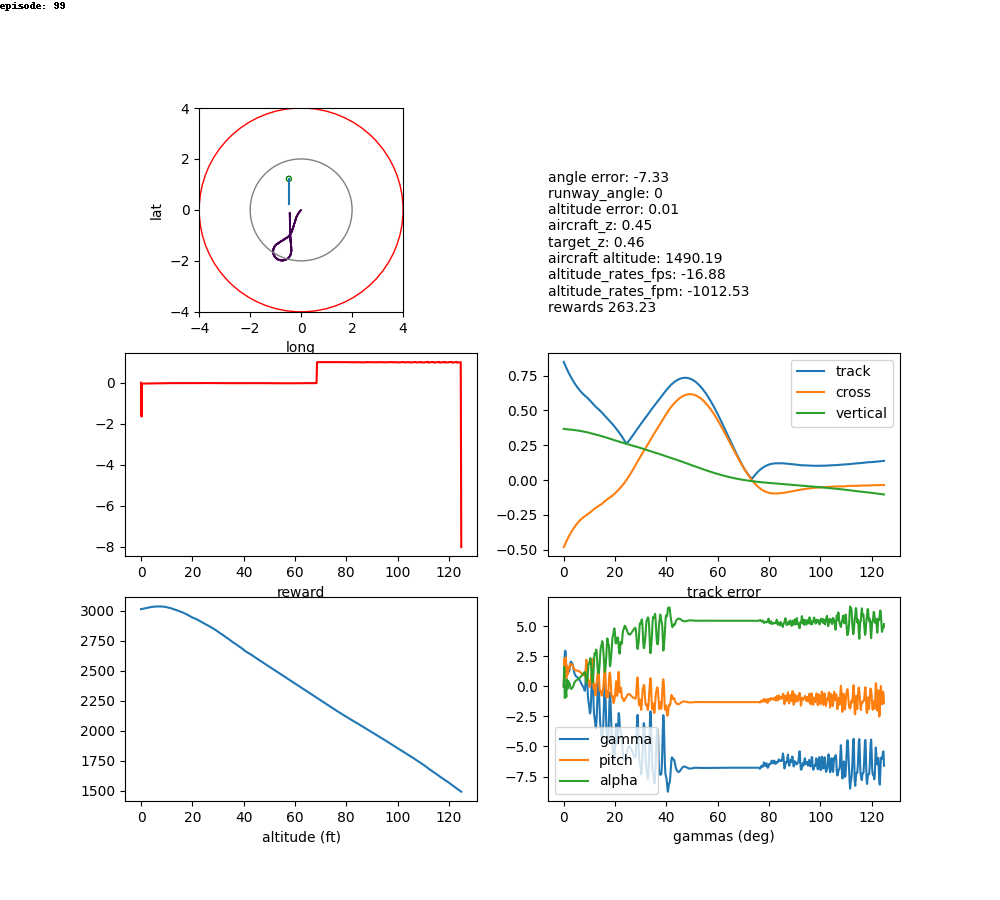 episode: 99
4
2
0
−2
−4
lat
−4 −2 0 2 4
long
angle error: -7.33
runway_angle: 0
altitude error: 0.01
aircraft_z: 0.45
target_z: 0.46
aircraft altitude: 1490.19
altitude_rates_fps: -16.88
altitude_rates_fpm: -1012.53
rewards 263.23
0
−2
−4
−6
−8
0 20 40 60 80 100 120
reward
0.75
0.50
0.25
0.00
−0.25
−0.50
track
cross
vertical
0 20 40 60 80 100 120
track error
3000
2750
2500
2250
2000
1750
1500
0 20 40 60 80 100 120
altitude (ft)
5.0
2.5
0.0
−2.5
−5.0
−7.5
gamma
pitch
alpha
0 20 40 60 80 100 120
gammas (deg)